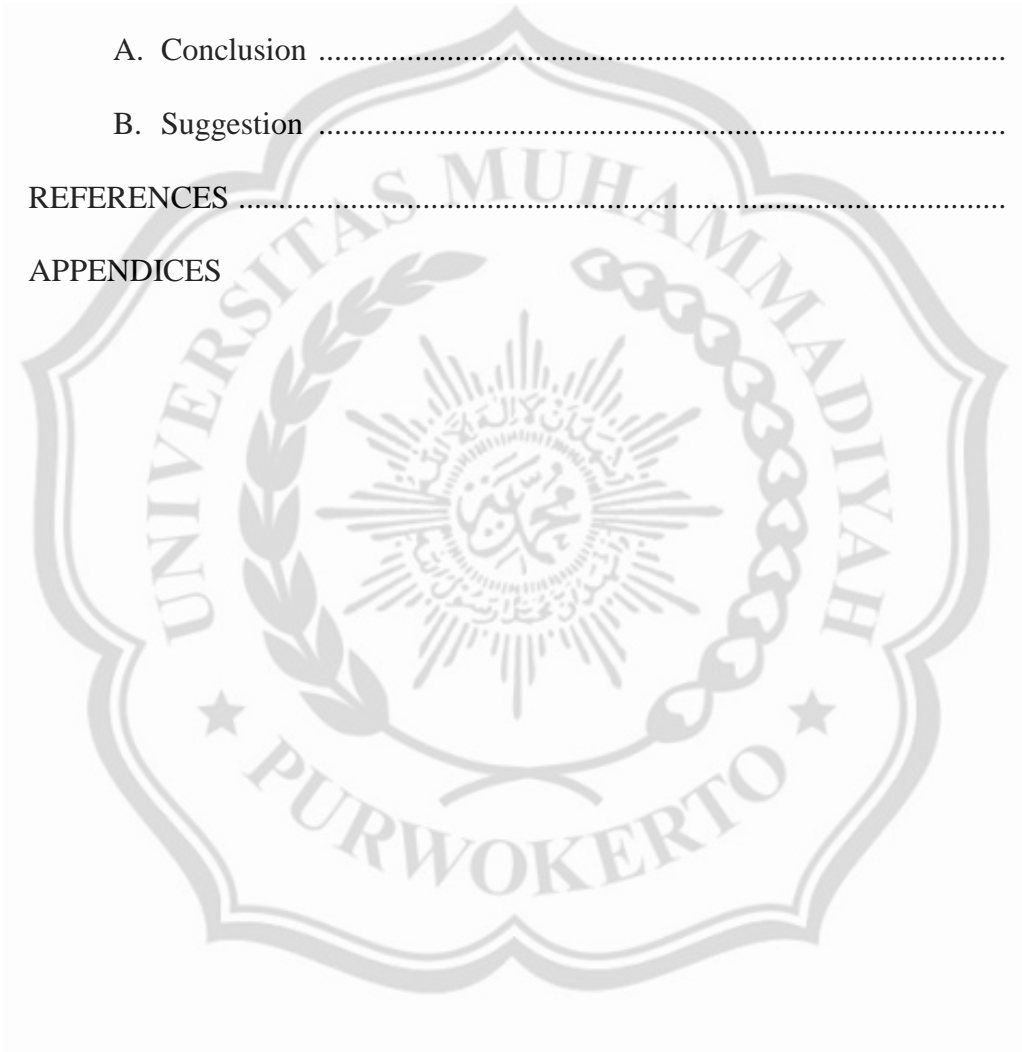 A. Conclusion ........................................................................................
B. Suggestion ........................................................................................
REFERENCES ..................................................................................................
APPENDICES
UNIVERSITAS MUHAMMADIYAH
PURWOKERTO